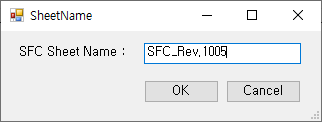 SheetName
SFC Sheet Name : SFC_Rev.1005
OK Cancel